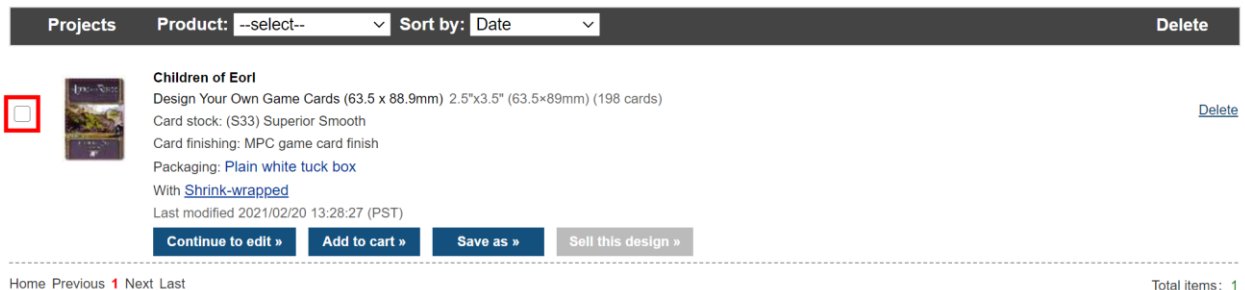 Projects Product: --select-- Sort by: Date Delete
Children of Eorl
Design Your Own Game Cards (63.5 x 88.9mm) 2.5"x3.5" (63.5×89mm) (198 cards)
Card stock: (S33) Superior Smooth
Delete
Card finishing: MPC game card finish
Packaging: Plain white tuck box
With Shrink-wrapped
Last modified 2021/02/20 13:28:27 (PST)
Continue to edit » Add to cart » Save as » Sell this design »
Home Previous 1 Next Last Total items: 1